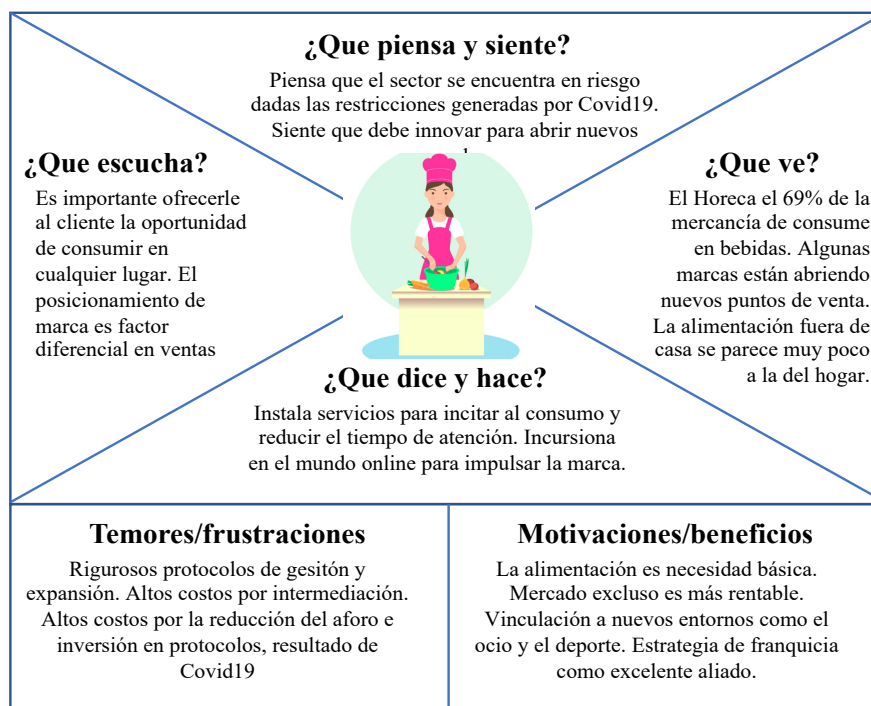 ¿Que piensa y siente?
Piensa que el sector se encuentra en riesgo
dadas las restricciones generadas por Covid19.
Siente que debe innovar para abrir nuevos
¿Que escucha?
Es importante ofrecerle
al cliente la oportunidad
de consumir en
cualquier lugar. El
posicionamiento de
marca es factor
diferencial en ventas
¿Que ve?
El Horeca el 69% de la
mercancía de consume
en bebidas. Algunas
marcas están abriendo
nuevos puntos de venta.
La alimentación fuera de
casa se parece muy poco
a la del hogar.
¿Que dice y hace?
Instala servicios para incitar al consumo y
reducir el tiempo de atención. Incursiona
en el mundo online para impulsar la marca.
Temores/frustraciones
Rigurosos protocolos de gesitón y
expansión. Altos costos por intermediación.
Altos costos por la reducción del aforo e
inversión en protocolos, resultado de
Covid19
Motivaciones/beneficios
La alimentación es necesidad básica.
Mercado excluso es más rentable.
Vinculación a nuevos entornos como el
ocio y el deporte. Estrategia de franquicia
como excelente aliado.